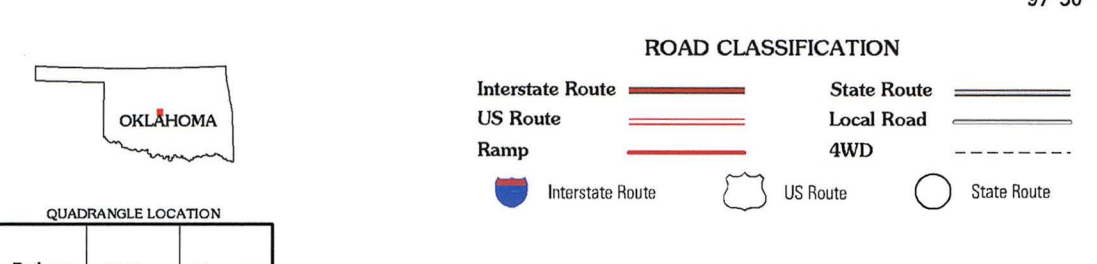 ROAD CLASSIFICATION
Interstate Route
State Route
US Route
Local Road
Ramp
4WD
Interstate Route
US Route
State Route
OKLAHOMA
QUADRANGLE LOCATION